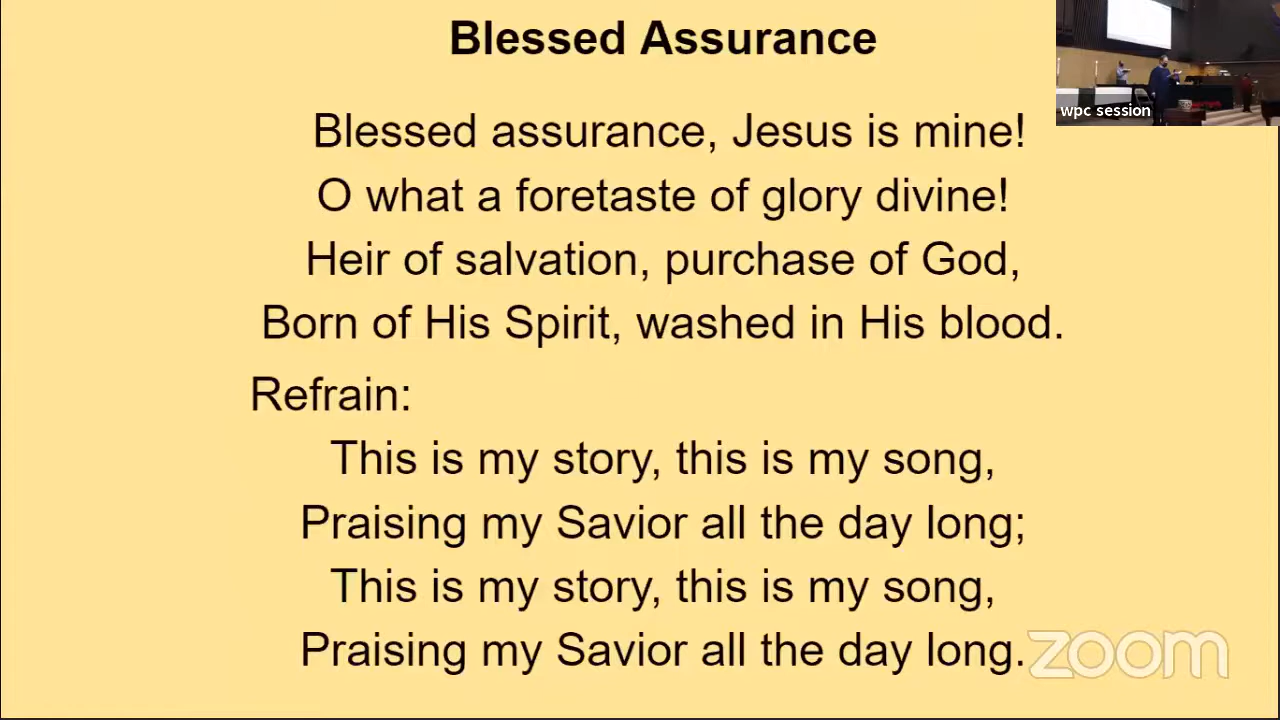 Blessed Assurance
wpc session
Blessed assurance, Jesus is mine!
O what a foretaste of glory divine!
Heir of salvation, purchase of God,
Born of His Spirit, washed in His blood.
Refrain:
This is my story, this is my song,
Praising my Savior all the day long;
This is my story, this is my song,
Praising my Savior all the day long.
zoom